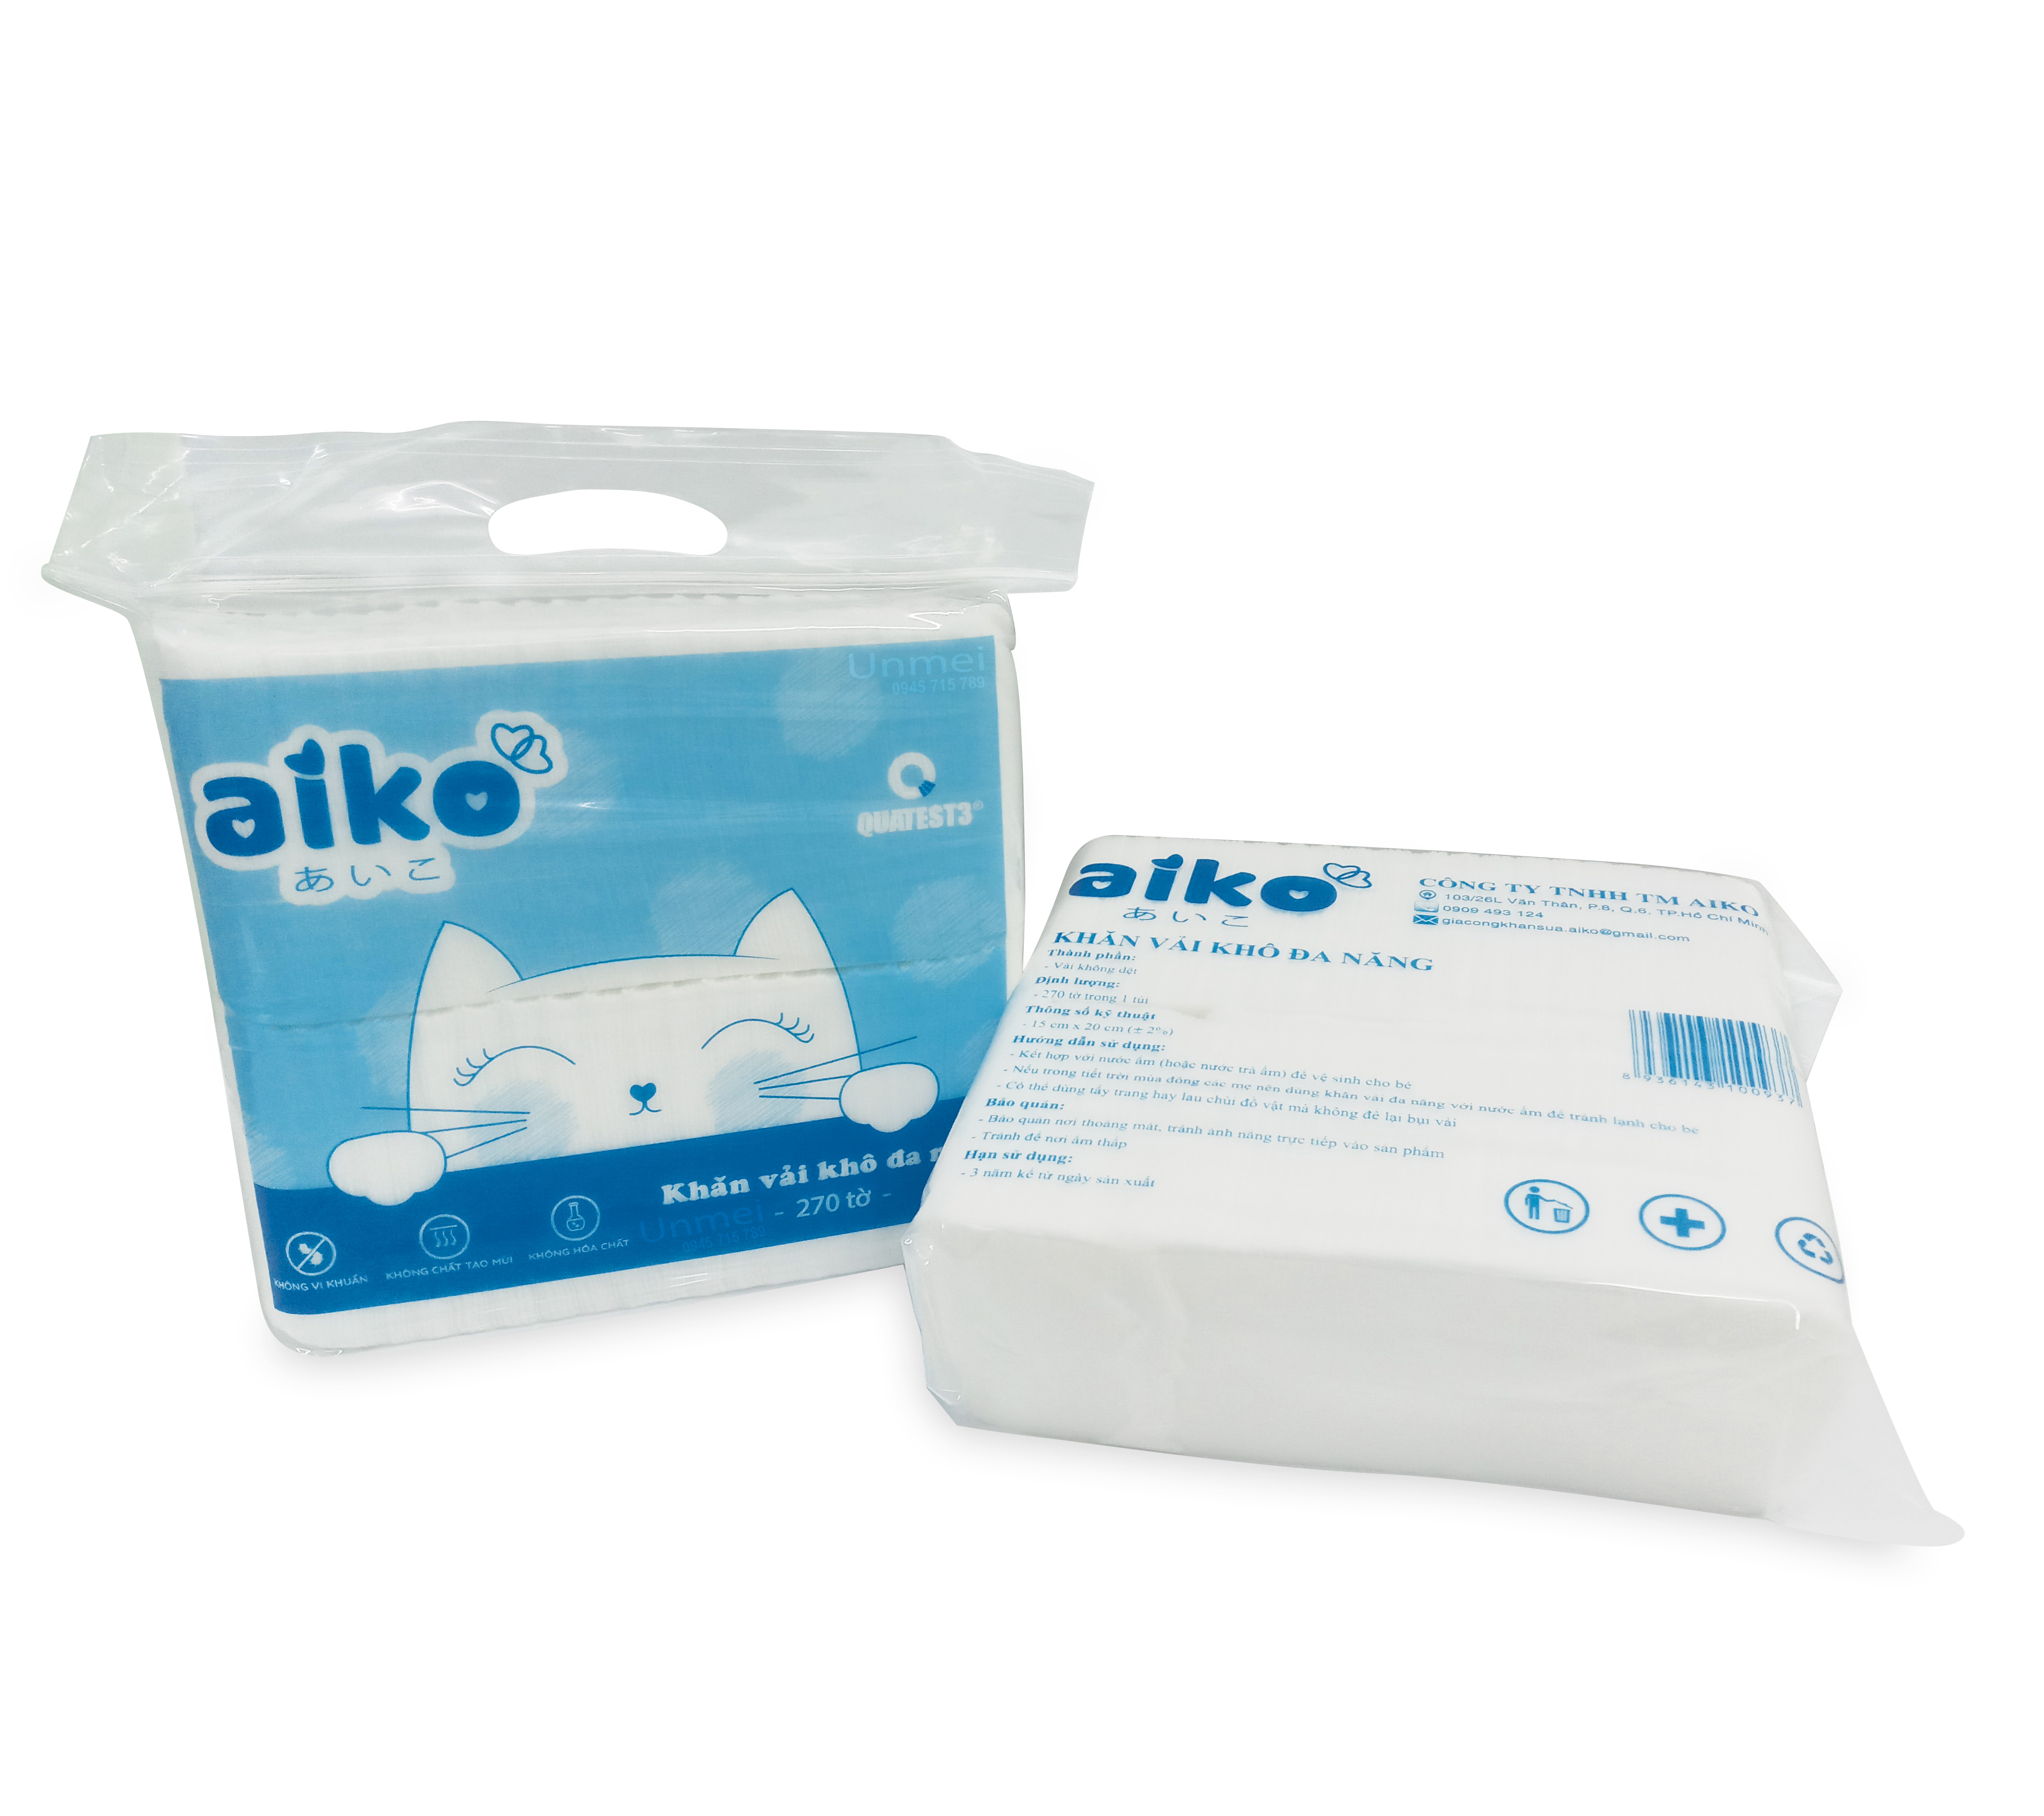 Unmei
0945 715 789
aiko
あいこ
QUATEST3®
Khăn vải khô đa
- 270 tờ -
Unmei
0945 715 789
KHÔNG VI KHUẨN
KHÔNG CHẤT TẠO MÙI
KHÔNG HÓA CHẤT
aiko
あいこ
CÔNG TY TNHH TM AIKO
103/26L Văn Thân, P.8, Q.6, TP.Hồ Chí Minh
0909 493 124
giacongkhansua.aiko@gmail.com
KHĂN VẢI KHÔ ĐA NĂNG
Thành phần:
- Vải không dệt
Định lượng:
- 270 tờ trong 1 túi
Thông số kỹ thuật
- 15 cm x 20 cm (± 2%)
Hướng dẫn sử dụng:
- Kết hợp với nước ấm (hoặc nước trà ấm) để vệ sinh cho bé
- Nếu trong tiết trời mùa đông các mẹ nên dùng khăn vải đa năng với nước ấm để tránh lạnh cho bé
- Có thể dùng tẩy trang hay lau chùi đồ vật mà không để lại bụi vải
Bảo quản:
- Bảo quản nơi thoáng mát, tránh ánh nắng trực tiếp vào sản phẩm
- Tránh để nơi ẩm thấp
Hạn sử dụng:
- 3 năm kể từ ngày sản xuất
8 936143 100937